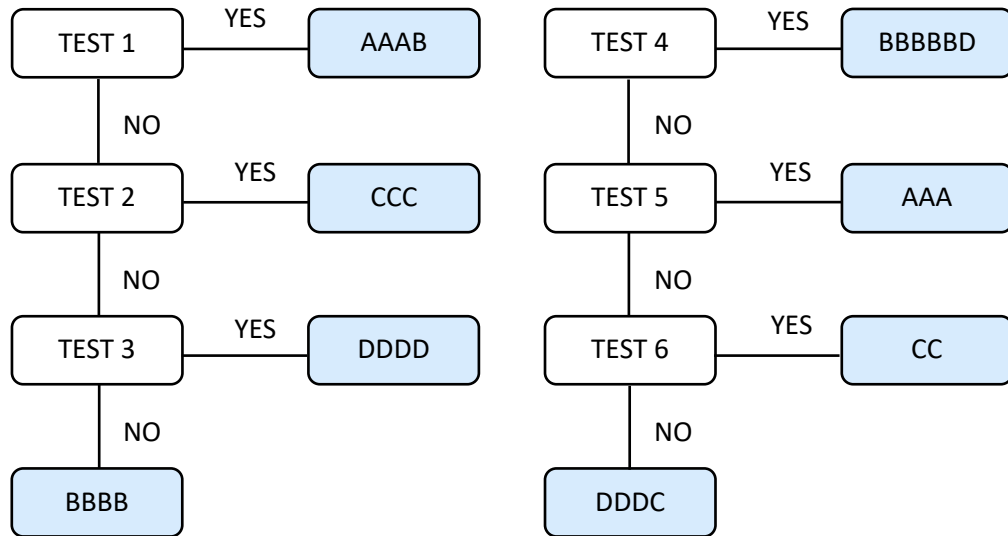 TEST 1
YES
AAAB
NO
TEST 2
YES
CCC
NO
TEST 3
YES
DDDD
NO
BBBB
TEST 4
YES
BBBBBD
NO
TEST 5
YES
AAA
NO
TEST 6
YES
CC
NO
DDDC